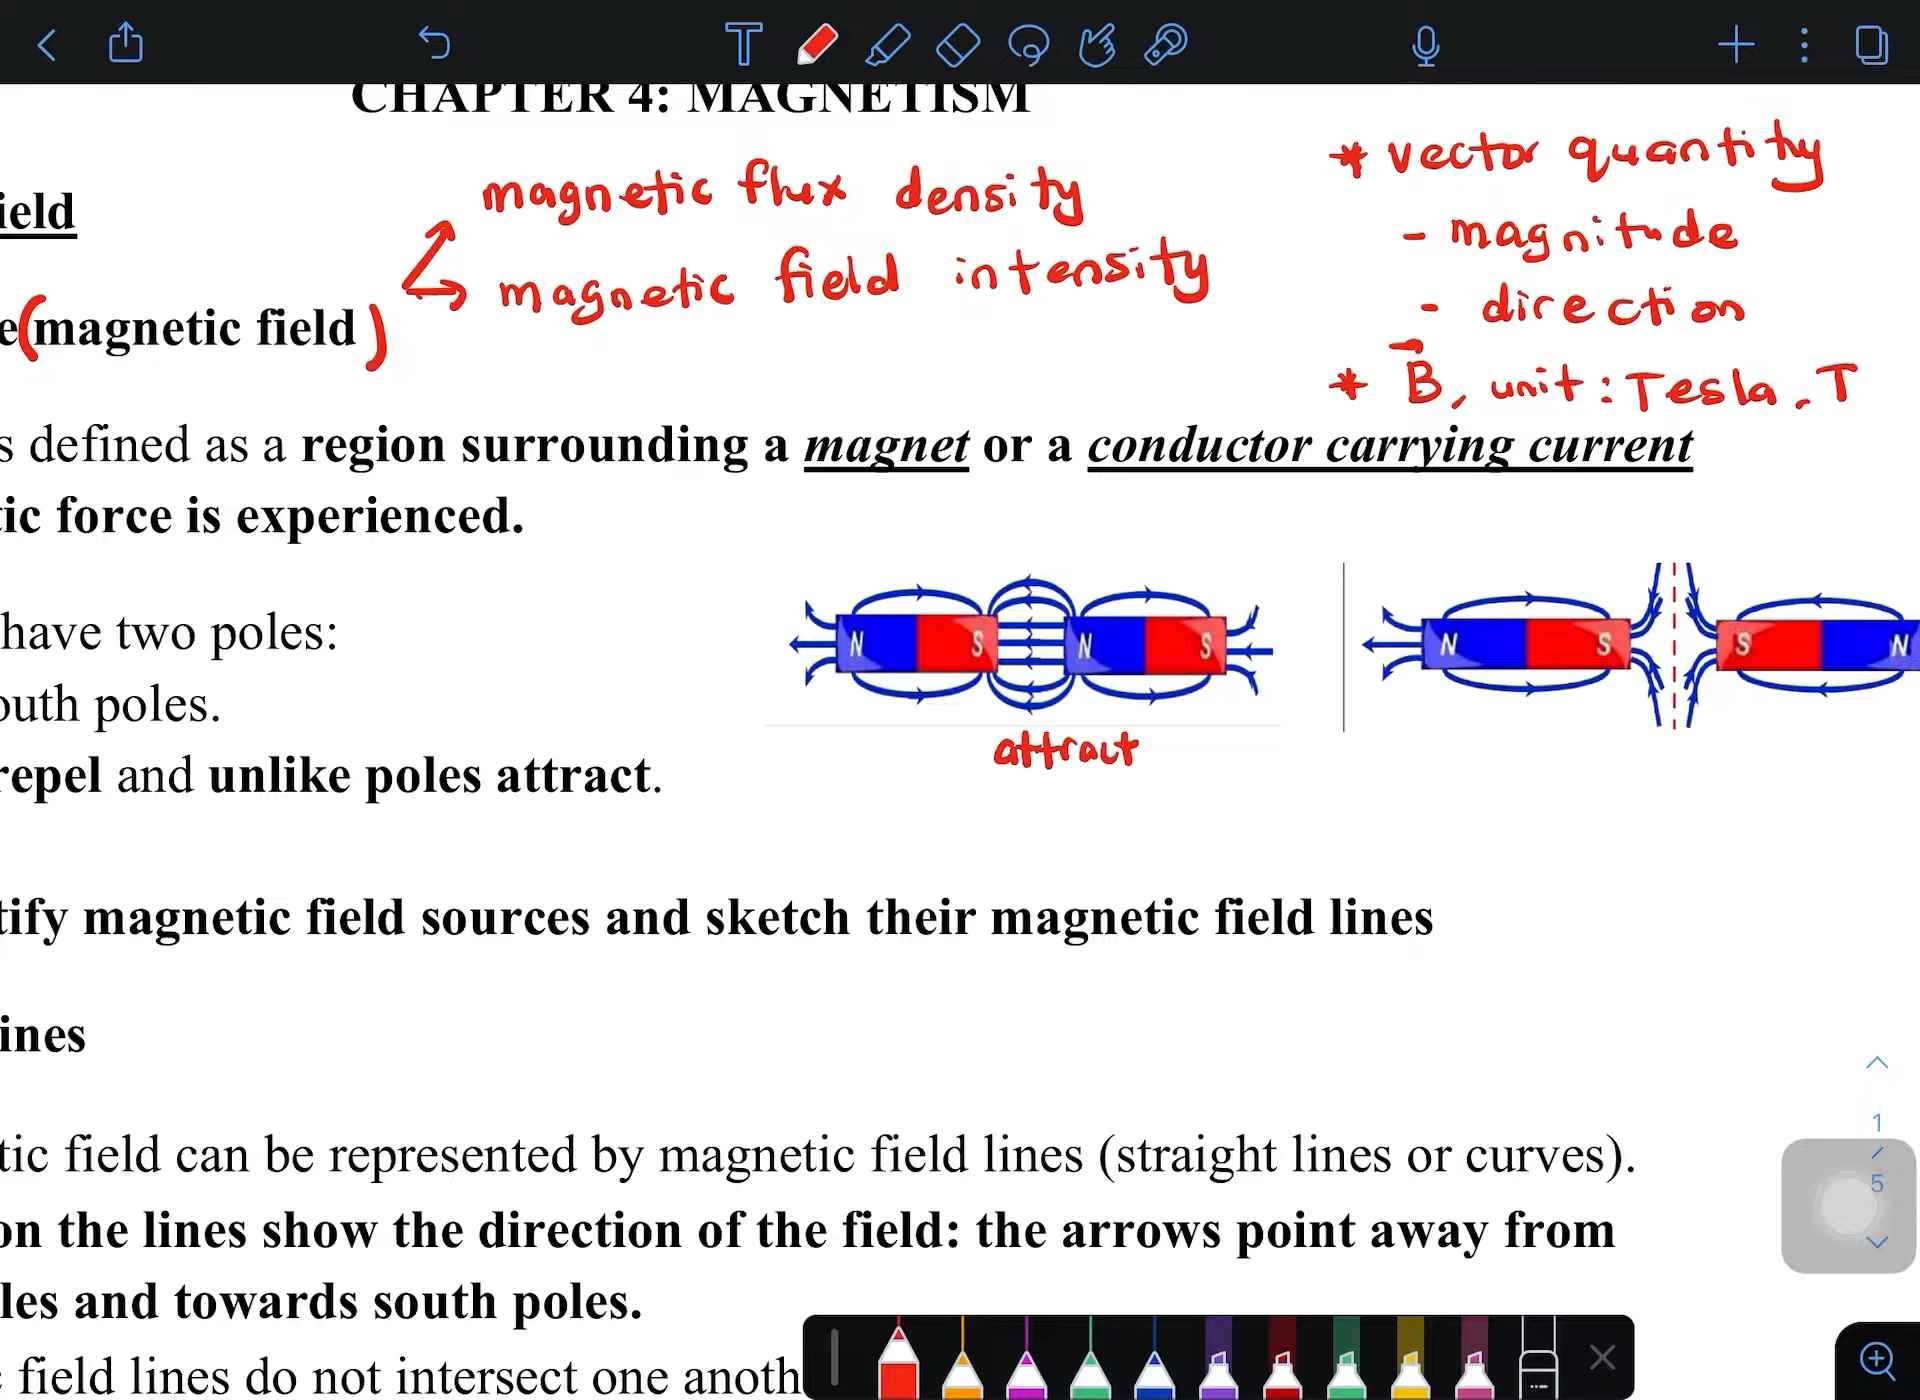 CHAPTER 4: MAGNETISM
* vector quantity
magnetic flux density
ield
- magnitude
magnetic field intensity
- direction
e(magnetic field)
* B, unit: Tesla, T
s defined as a region surrounding a magnet or a conductor carrying current
tic force is experienced.
have two poles:
N S N S
N S S N
outh poles.
attract
repel and unlike poles attract.
tify magnetic field sources and sketch their magnetic field lines
ines
1
/
5
tic field can be represented by magnetic field lines (straight lines or curves).
on the lines show the direction of the field: the arrows point away from
les and towards south poles.
field lines do not intersect one anoth